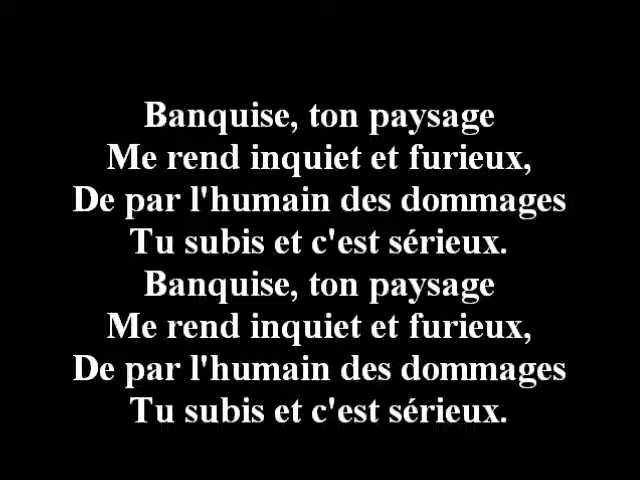 Banquise, ton paysage
Me rend inquiet et furieux,
De par l'humain des dommages
Tu subis et c'est sérieux.
Banquise, ton paysage
Me rend inquiet et furieux,
De par l'humain des dommages
Tu subis et c'est sérieux.